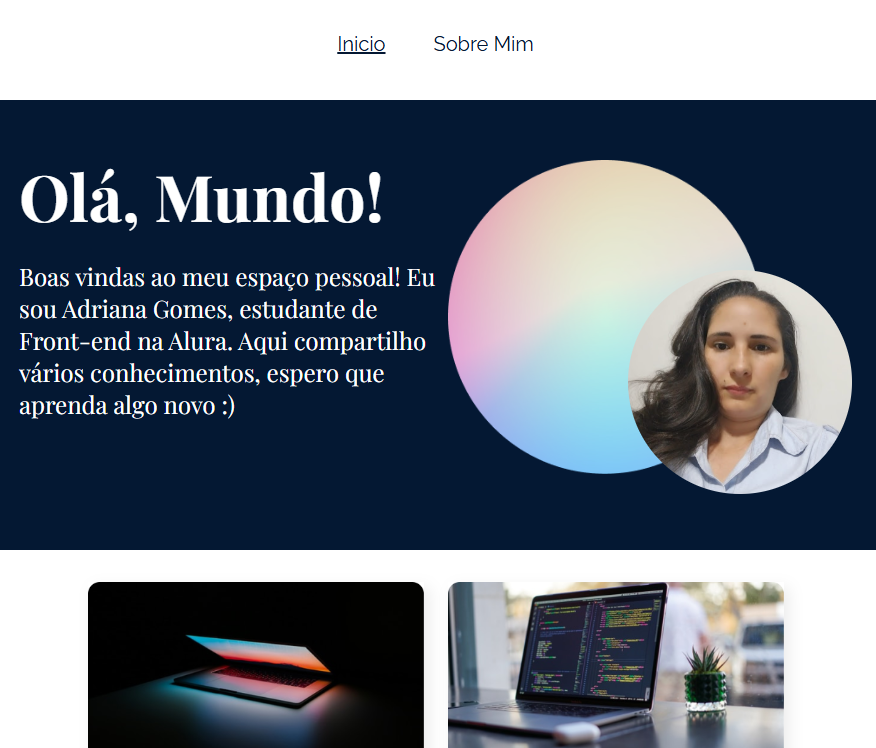 Inicio Sobre Mim
Olá, Mundo!
Boas vindas ao meu espaço pessoal! Eu
sou Adriana Gomes, estudante de
Front-end na Alura. Aqui compartilho
vários conhecimentos, espero que
aprenda algo novo :)